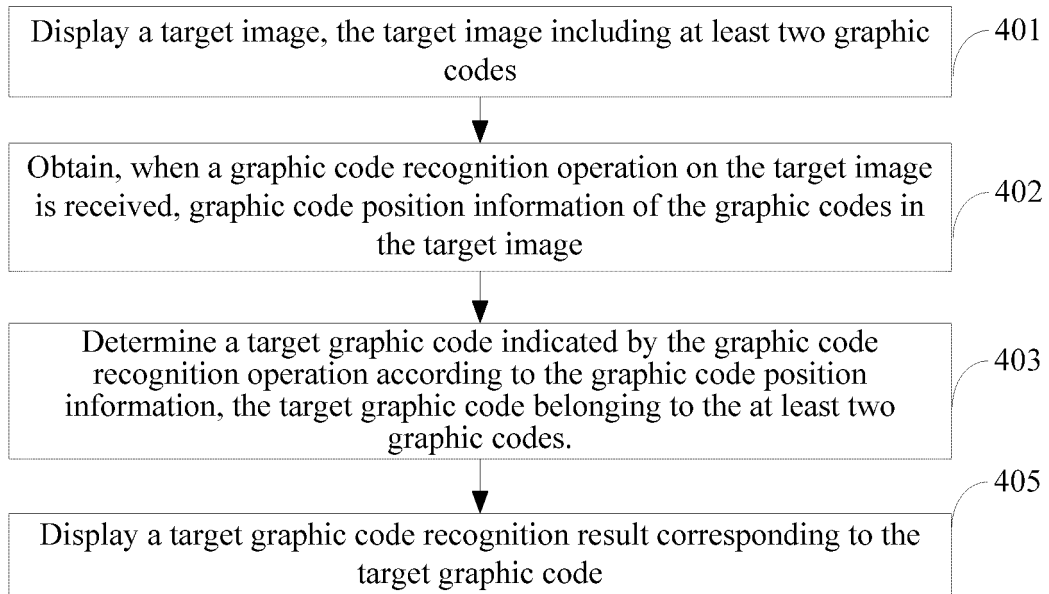 Display a target image, the target image including at least two graphic
codes
401
Obtain, when a graphic code recognition operation on the target image
is received, graphic code position information of the graphic codes in
the target image
402
Determine a target graphic code indicated by the graphic code
recognition operation according to the graphic code position
information, the target graphic code belonging to the at least two
graphic codes.
403
Display a target graphic code recognition result corresponding to the
target graphic code
405